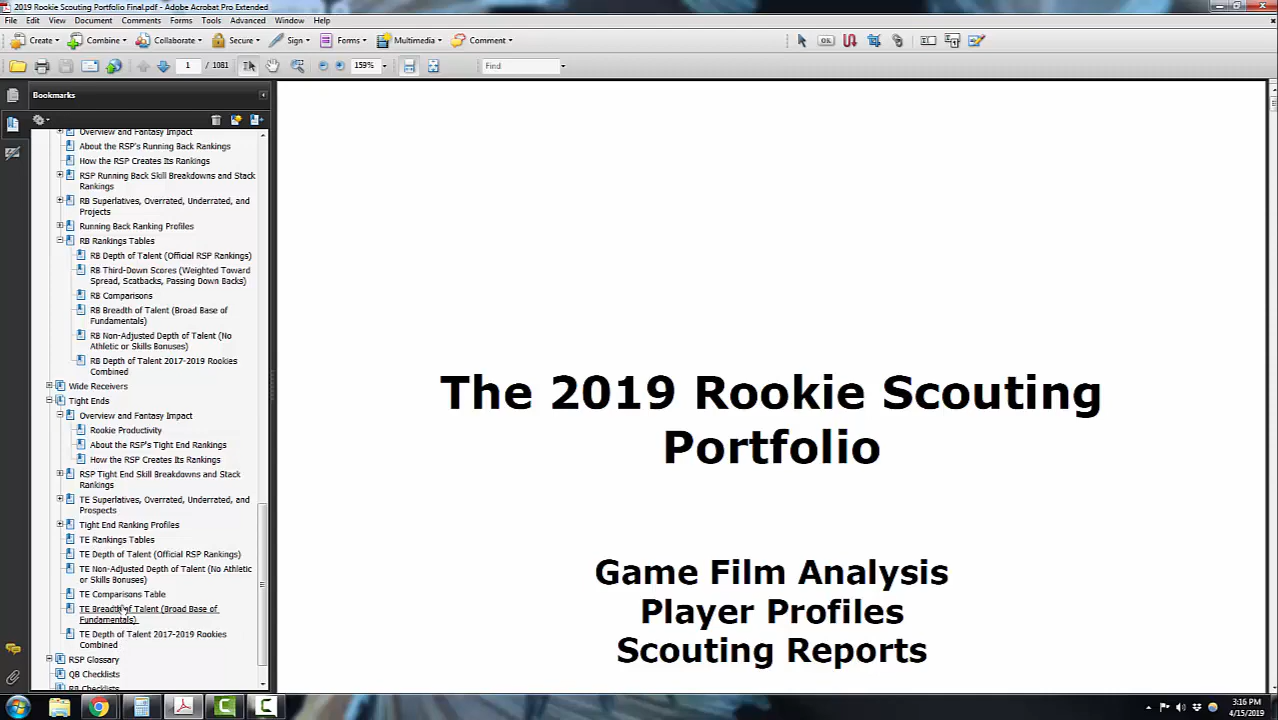 2019 Rookie Scouting Portfolio Final.pdf - Adobe Acrobat Pro Extended
File Edit View Document Comments Forms Tools Advanced Window Help
Create Combine Collaborate Secure Sign Forms Multimedia Comment
1 / 1081 159% Find
Bookmarks
Overview and Fantasy Impact
About the RSP's Running Back Rankings
How the RSP Creates Its Rankings
RSP Running Back Skill Breakdowns and Stack
Rankings
RB Superlatives, Overrated, Underrated, and
Projects
Running Back Ranking Profiles
RB Rankings Tables
RB Depth of Talent (Official RSP Rankings)
RB Third-Down Scores (Weighted Toward
Spread, Scatbacks, Passing Down Backs)
RB Comparisons
RB Breadth of Talent (Broad Base of
Fundamentals)
RB Non-Adjusted Depth of Talent (No
Athletic or Skills Bonuses)
RB Depth of Talent 2017-2019 Rookies
Combined
Wide Receivers
Tight Ends
Overview and Fantasy Impact
Rookie Productivity
About the RSP's Tight End Rankings
How the RSP Creates Its Rankings
RSP Tight End Skill Breakdowns and Stack
Rankings
TE Superlatives, Overrated, Underrated, and
Prospects
Tight End Ranking Profiles
TE Rankings Tables
TE Depth of Talent (Official RSP Rankings)
TE Non-Adjusted Depth of Talent (No Athletic
or Skills Bonuses)
TE Comparisons Table
TE Breadth of Talent (Broad Base of
Fundamentals)
TE Depth of Talent 2017-2019 Rookies
Combined
RSP Glossary
QB Checklists
RB Checklists
The 2019 Rookie Scouting
Portfolio
Game Film Analysis
Player Profiles
Scouting Reports
3:16 PM
4/15/2019